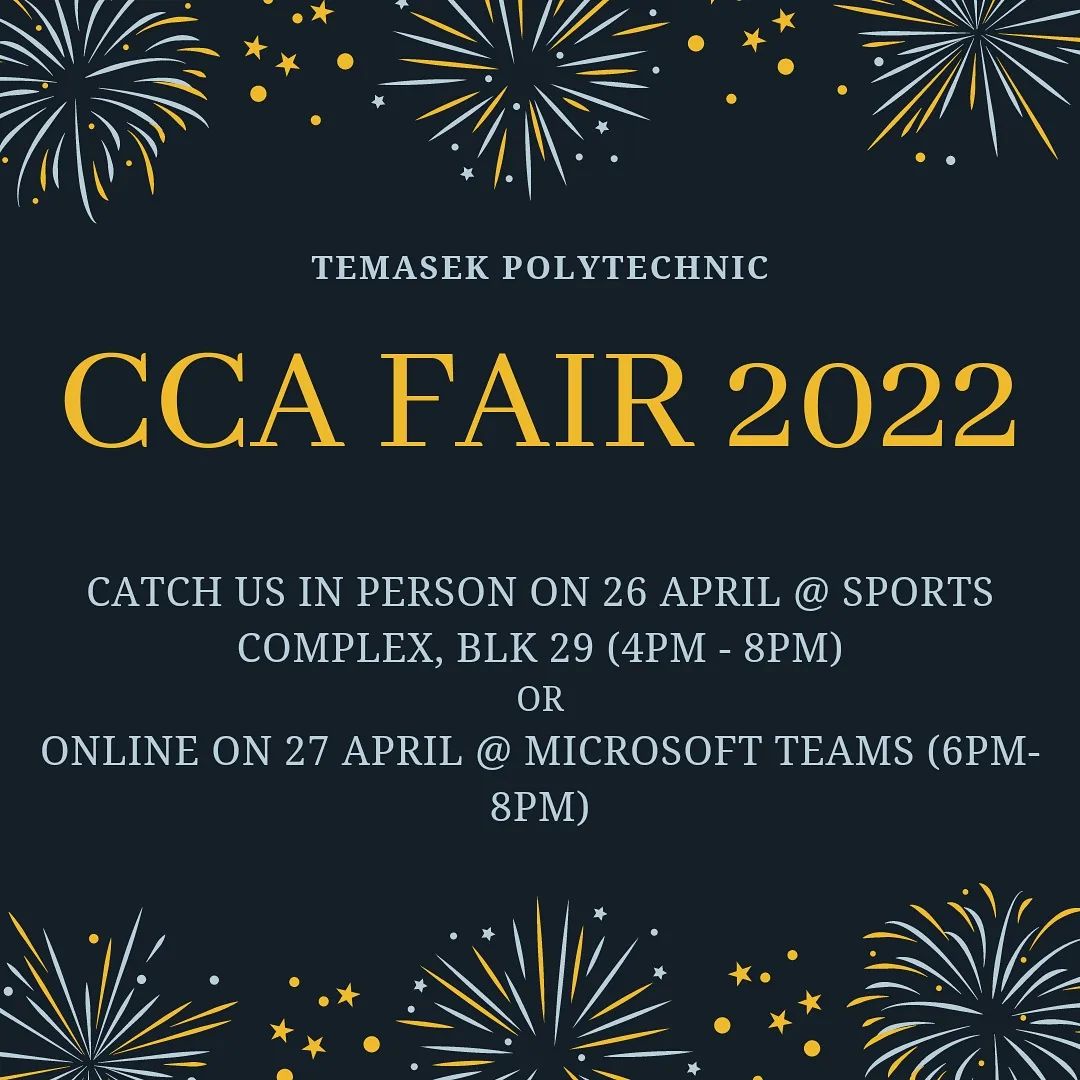 TEMASEK POLYTECHNIC
CCA FAIR 2022
CATCH US IN PERSON ON 26 APRIL @ SPORTS
COMPLEX, BLK 29 (4PM - 8PM)
OR
ONLINE ON 27 APRIL @ MICROSOFT TEAMS (6PM-
8PM)